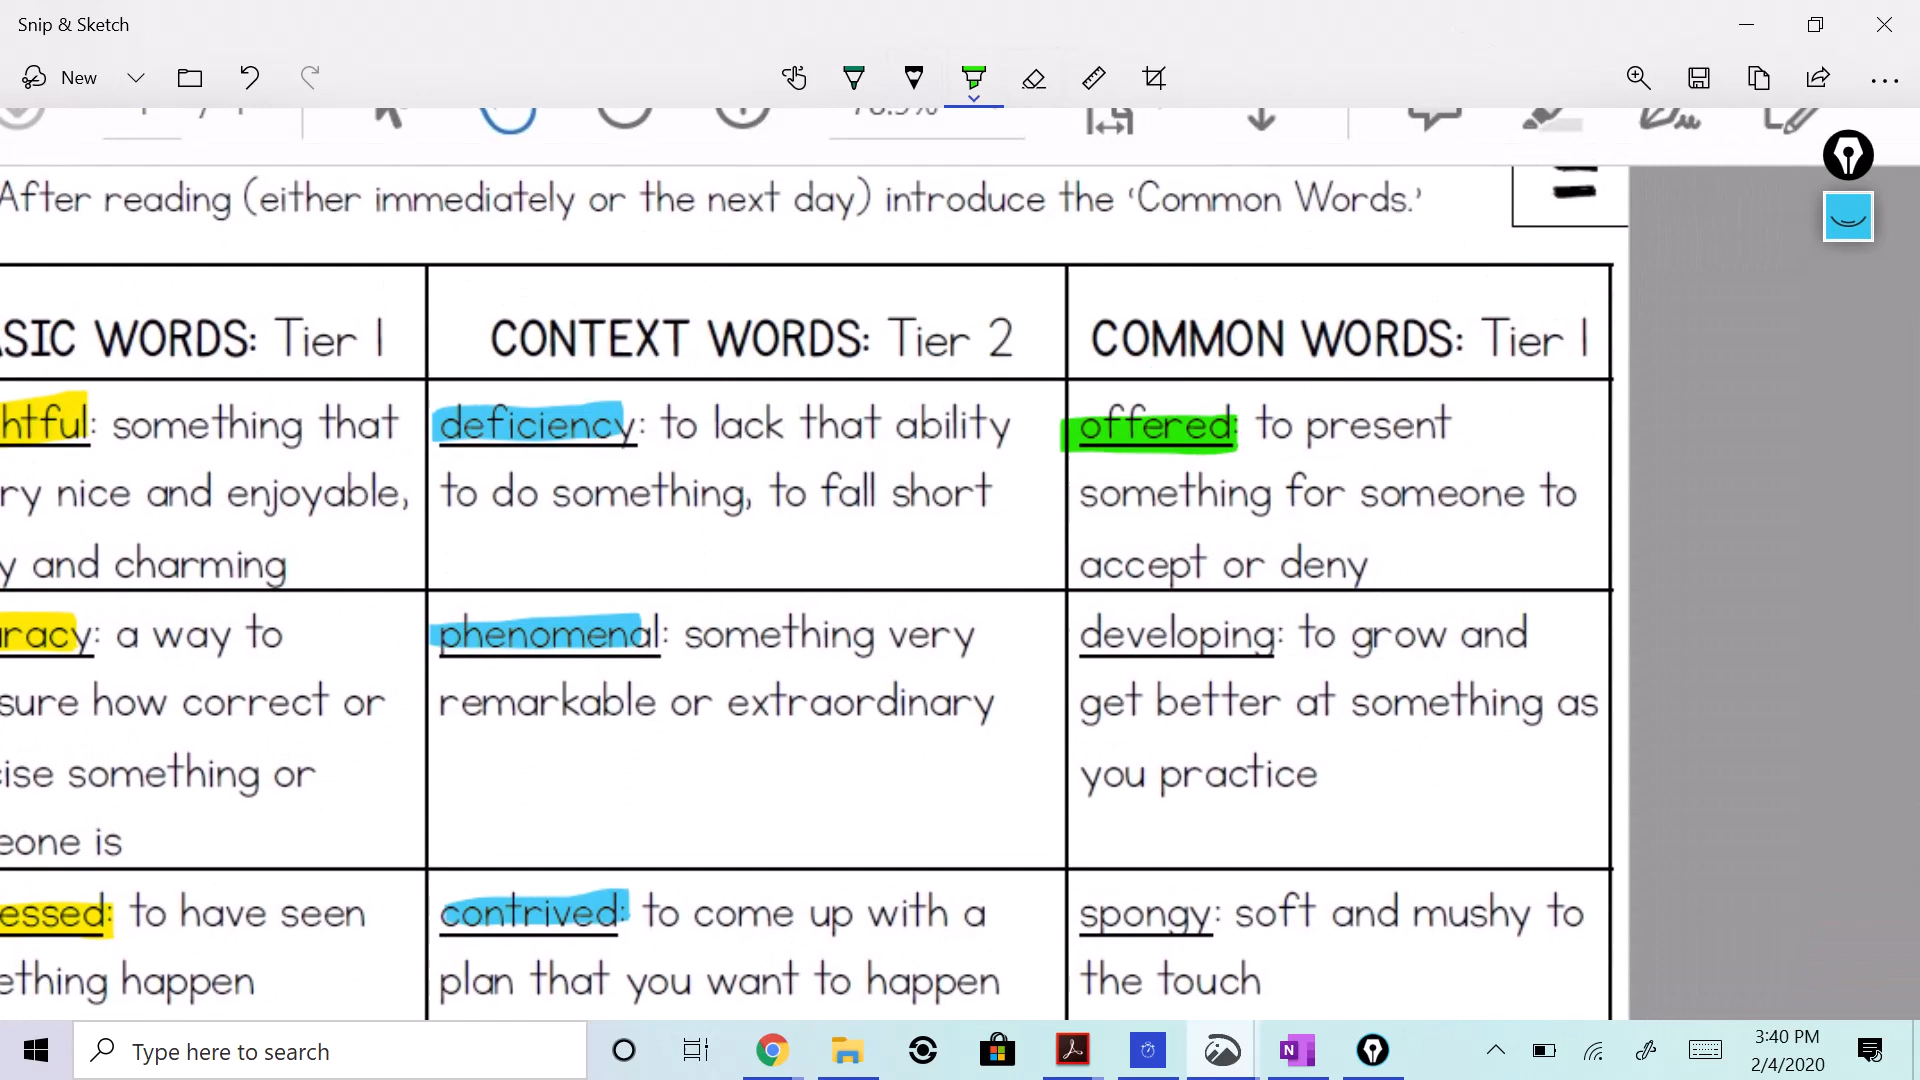 Snip & Sketch
New
After reading (either immediately or the next day) introduce the 'Common Words.'
ASIC WORDS: Tier 1
CONTEXT WORDS: Tier 2
COMMON WORDS: Tier 1
htful: something that
ry nice and enjoyable,
y and charming
deficiency: to lack that ability
to do something, to fall short
offered: to present
something for someone to
accept or deny
uracy: a way to
sure how correct or
cise something or
eone is
phenomenal: something very
remarkable or extraordinary
developing: to grow and
get better at something as
you practice
essed: to have seen
ething happen
contrived: to come up with a
plan that you want to happen
spongy: soft and mushy to
the touch
Type here to search
3:40 PM
2/4/2020